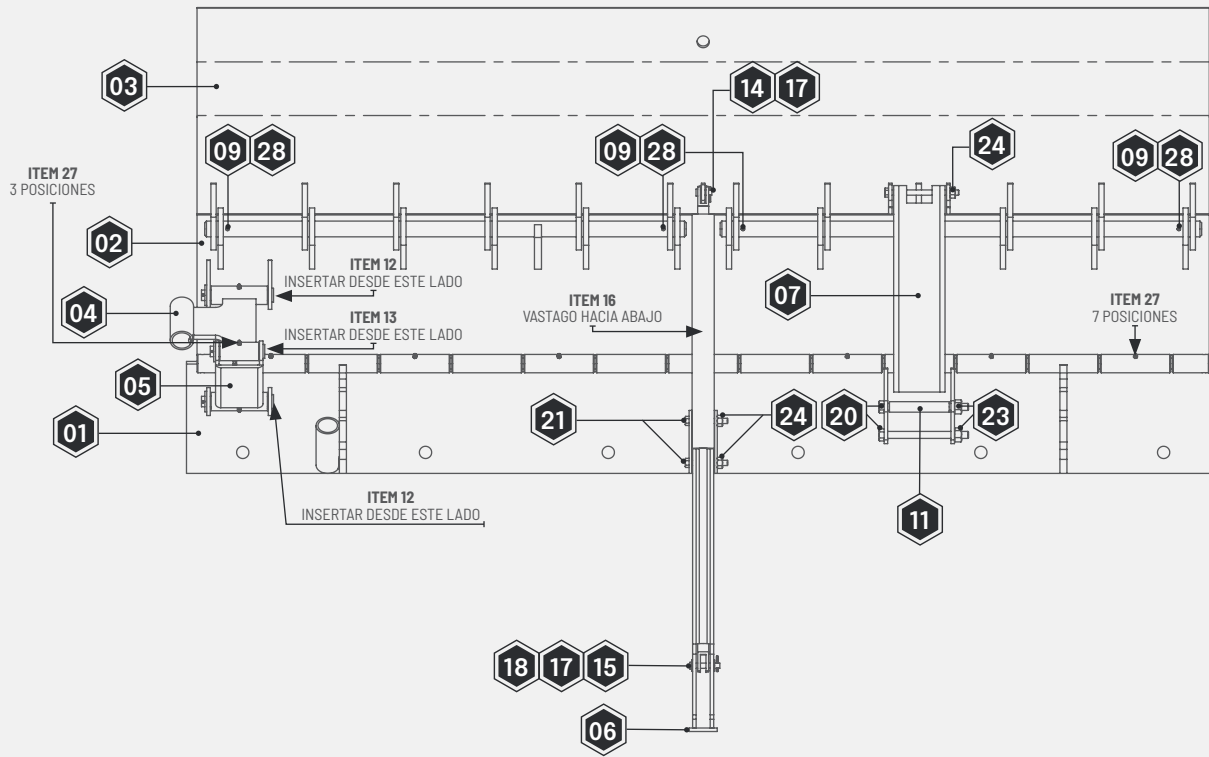 03
14 17
09 28
09 28
24
09 28
ITEM 27
3 POSICIONES
02
ITEM 12
INSERTAR DESDE ESTE LADO
04
ITEM 16
VASTAGO HACIA ABAJO
07
ITEM 27
7 POSICIONES
ITEM 13
INSERTAR DESDE ESTE LADO
05
01
21
24
20
23
ITEM 12
INSERTAR DESDE ESTE LADO
11
18 17 15
06